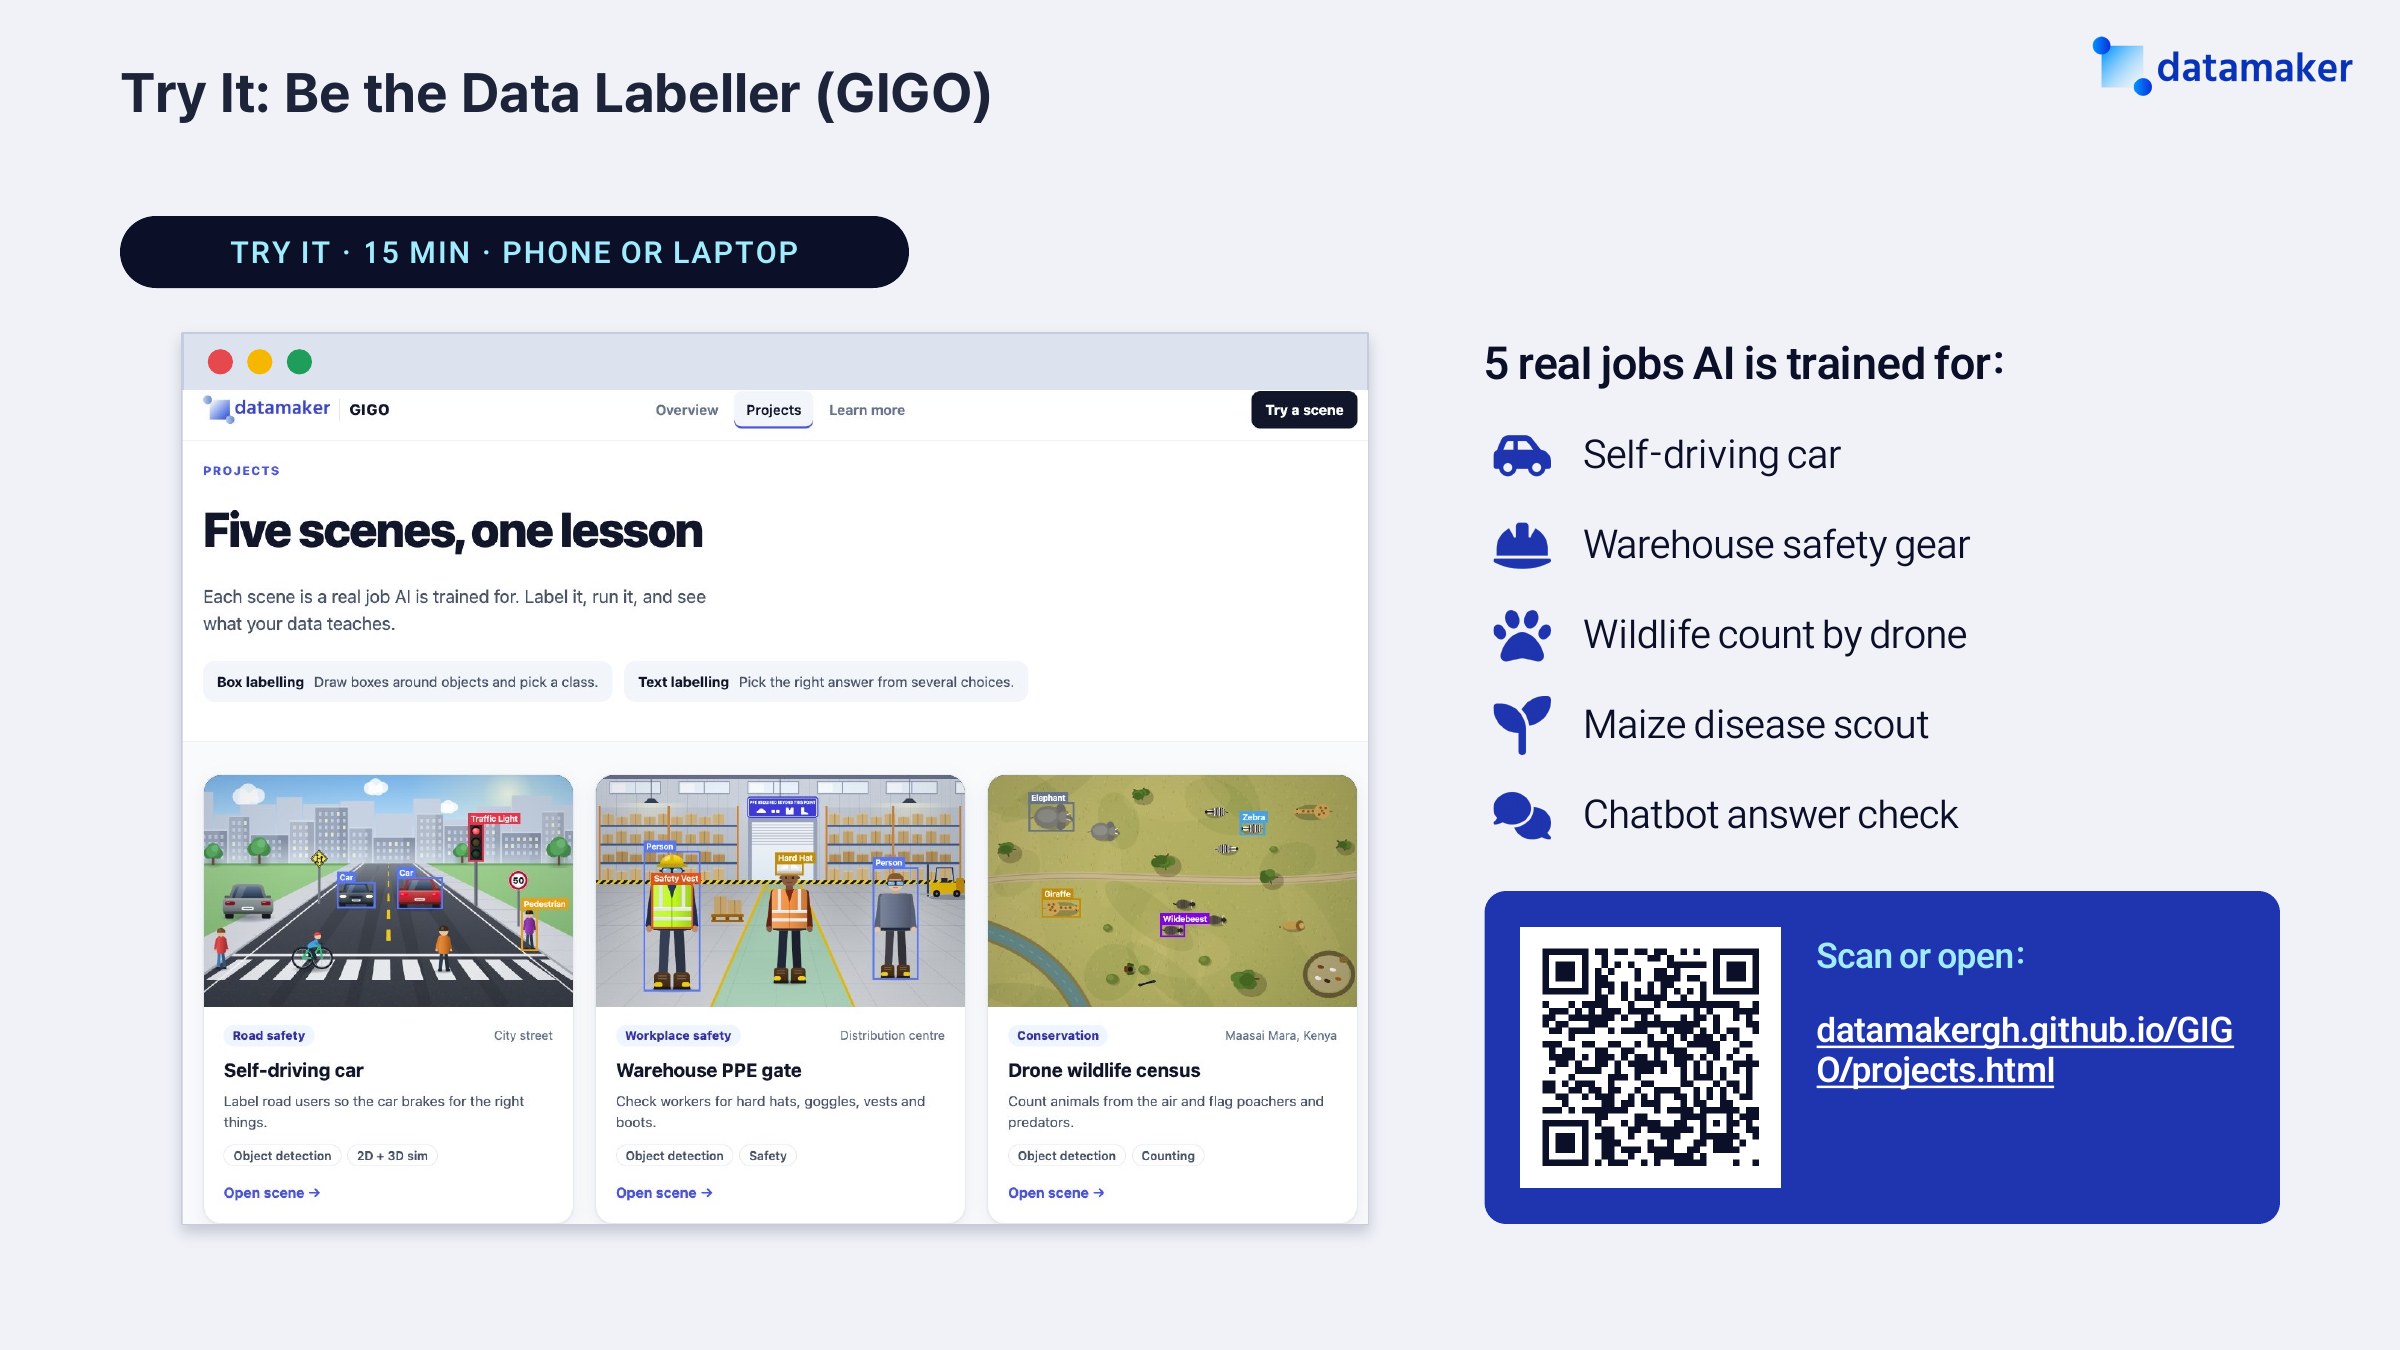 Try It: Be the Data Labeller (GIGO)
datamaker
TRY IT · 15 MIN · PHONE OR LAPTOP
datamaker GIGO
Overview Projects Learn more
Try a scene
PROJECTS
Five scenes, one lesson
Each scene is a real job AI is trained for. Label it, run it, and see
what your data teaches.
Box labelling Draw boxes around objects and pick a class.
Text labelling Pick the right answer from several choices.
Traffic Light
Car
Car
50
Pedestrian
Person
Safety Vest
Hard Hat
Person
Elephant
Zebra
Giraffe
Wildebeest
Road safety City street
Self-driving car
Label road users so the car brakes for the right
things.
Object detection 2D + 3D sim
Open scene →
Workplace safety Distribution centre
Warehouse PPE gate
Check workers for hard hats, goggles, vests and
boots.
Object detection Safety
Open scene →
Conservation Maasai Mara, Kenya
Drone wildlife census
Count animals from the air and flag poachers and
predators.
Object detection Counting
Open scene →
5 real jobs AI is trained for:
Self-driving car
Warehouse safety gear
Wildlife count by drone
Maize disease scout
Chatbot answer check
Scan or open:
datamakergh.github.io/GIG
O/projects.html